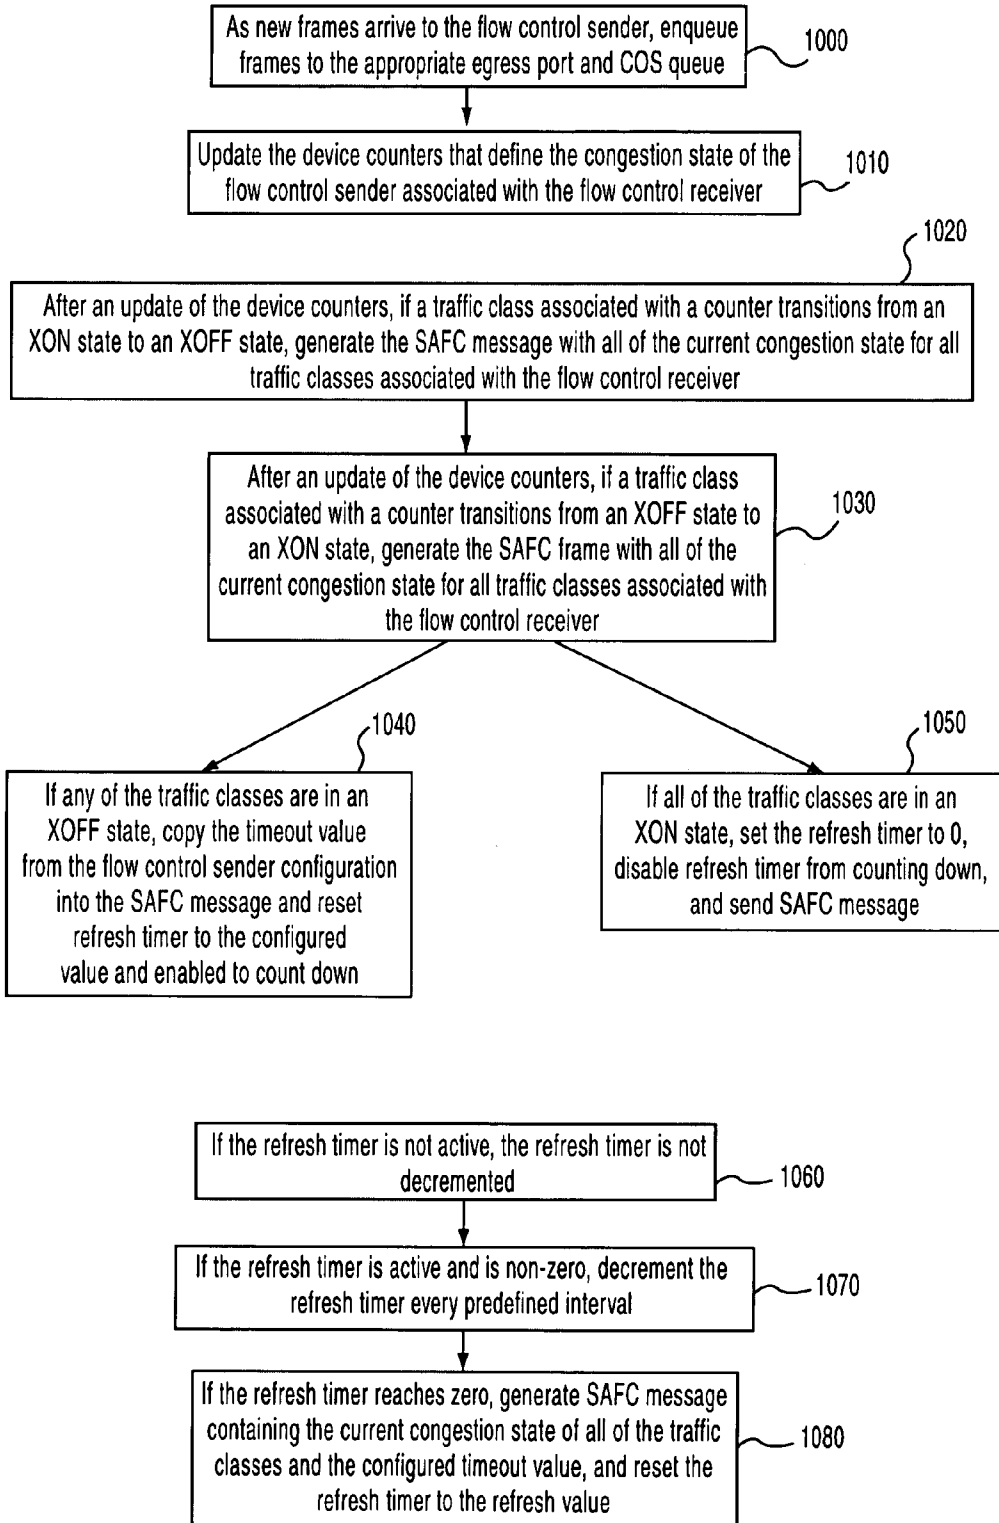 As new frames arrive to the flow control sender, enqueue
frames to the appropriate egress port and COS queue
1000
Update the device counters that define the congestion state of the
flow control sender associated with the flow control receiver
1010
1020
After an update of the device counters, if a traffic class associated with a counter transitions from an
XON state to an XOFF state, generate the SAFC message with all of the current congestion state for all
traffic classes associated with the flow control receiver
After an update of the device counters, if a traffic class
associated with a counter transitions from an XOFF state to
an XON state, generate the SAFC frame with all of the
current congestion state for all traffic classes associated with
the flow control receiver
1030
1040
If any of the traffic classes are in an
XOFF state, copy the timeout value
from the flow control sender configuration
into the SAFC message and reset
refresh timer to the configured
value and enabled to count down
1050
If all of the traffic classes are in an
XON state, set the refresh timer to 0,
disable refresh timer from counting down,
and send SAFC message
If the refresh timer is not active, the refresh timer is not
decremented
1060
If the refresh timer is active and is non-zero, decrement the
refresh timer every predefined interval
1070
If the refresh timer reaches zero, generate SAFC message
containing the current congestion state of all of the traffic
classes and the configured timeout value, and reset the
refresh timer to the refresh value
1080